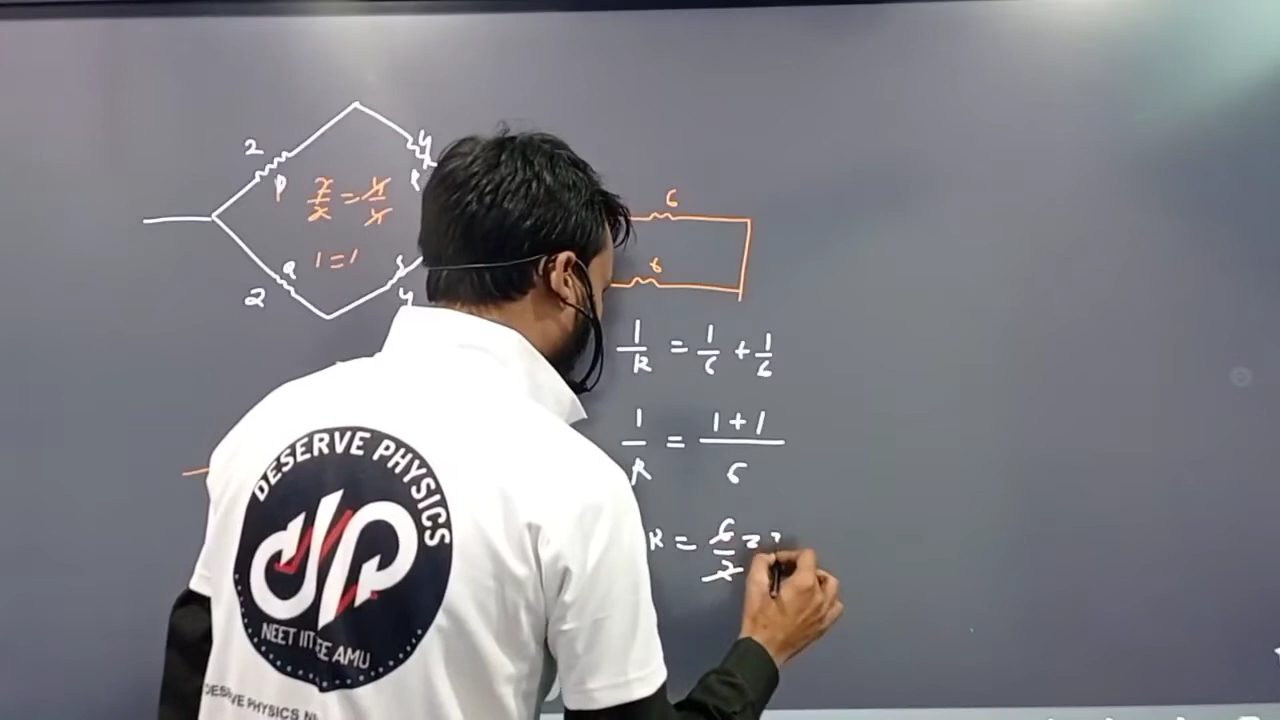 2
P
4
2/2 = 4/4
1 = 1
Q
2
S
4
6
6
1/R = 1/6 + 1/6
1/R = 1+1/6
R = 6/2 =
DESERVE PHYSICS
dp
NEET IIT JEE AMU